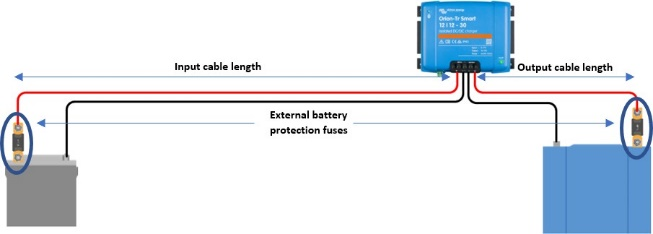 Orion-Tr Smart
12 | 12 - 30
Input cable length
Output cable length
External battery
protection fuses